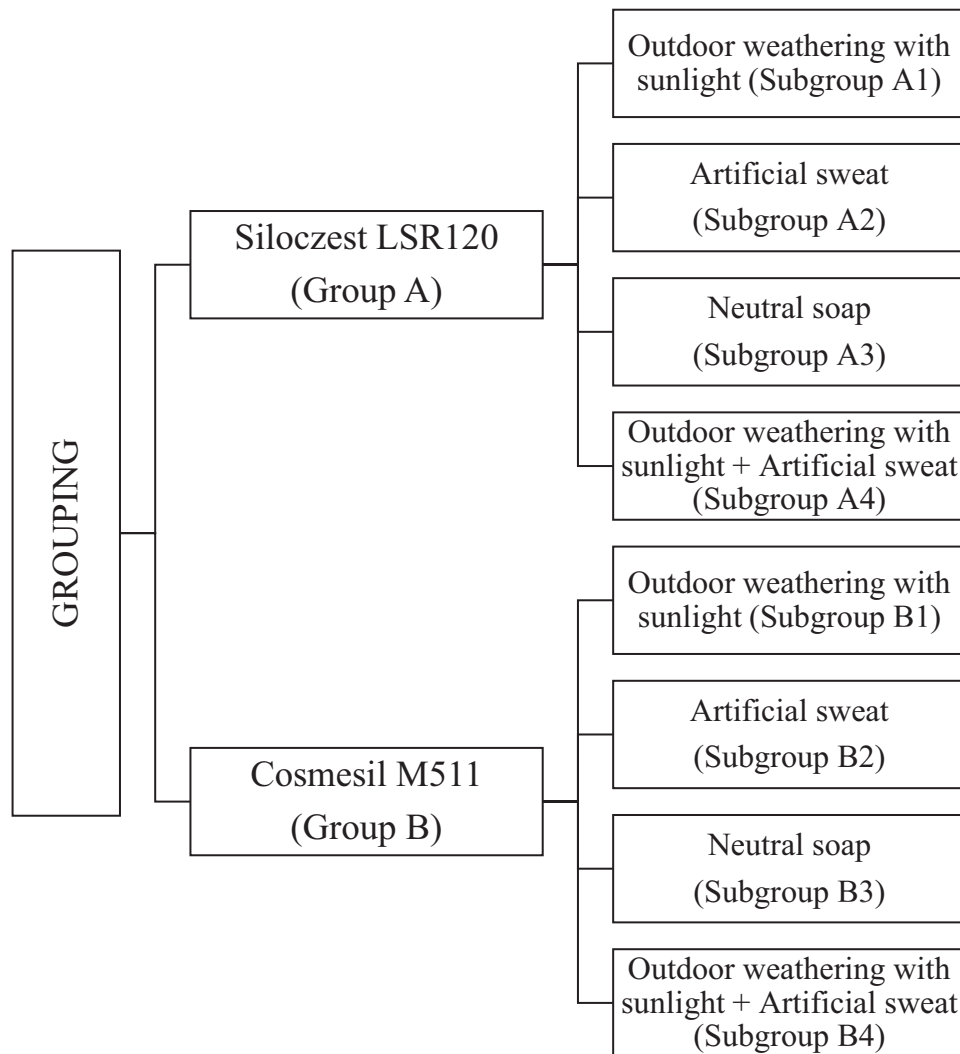 GROUPING
Siloczest LSR120
(Group A)
Outdoor weathering with
sunlight (Subgroup A1)
Artificial sweat
(Subgroup A2)
Neutral soap
(Subgroup A3)
Outdoor weathering with
sunlight + Artificial sweat
(Subgroup A4)
Cosmesil M511
(Group B)
Outdoor weathering with
sunlight (Subgroup B1)
Artificial sweat
(Subgroup B2)
Neutral soap
(Subgroup B3)
Outdoor weathering with
sunlight + Artificial sweat
(Subgroup B4)